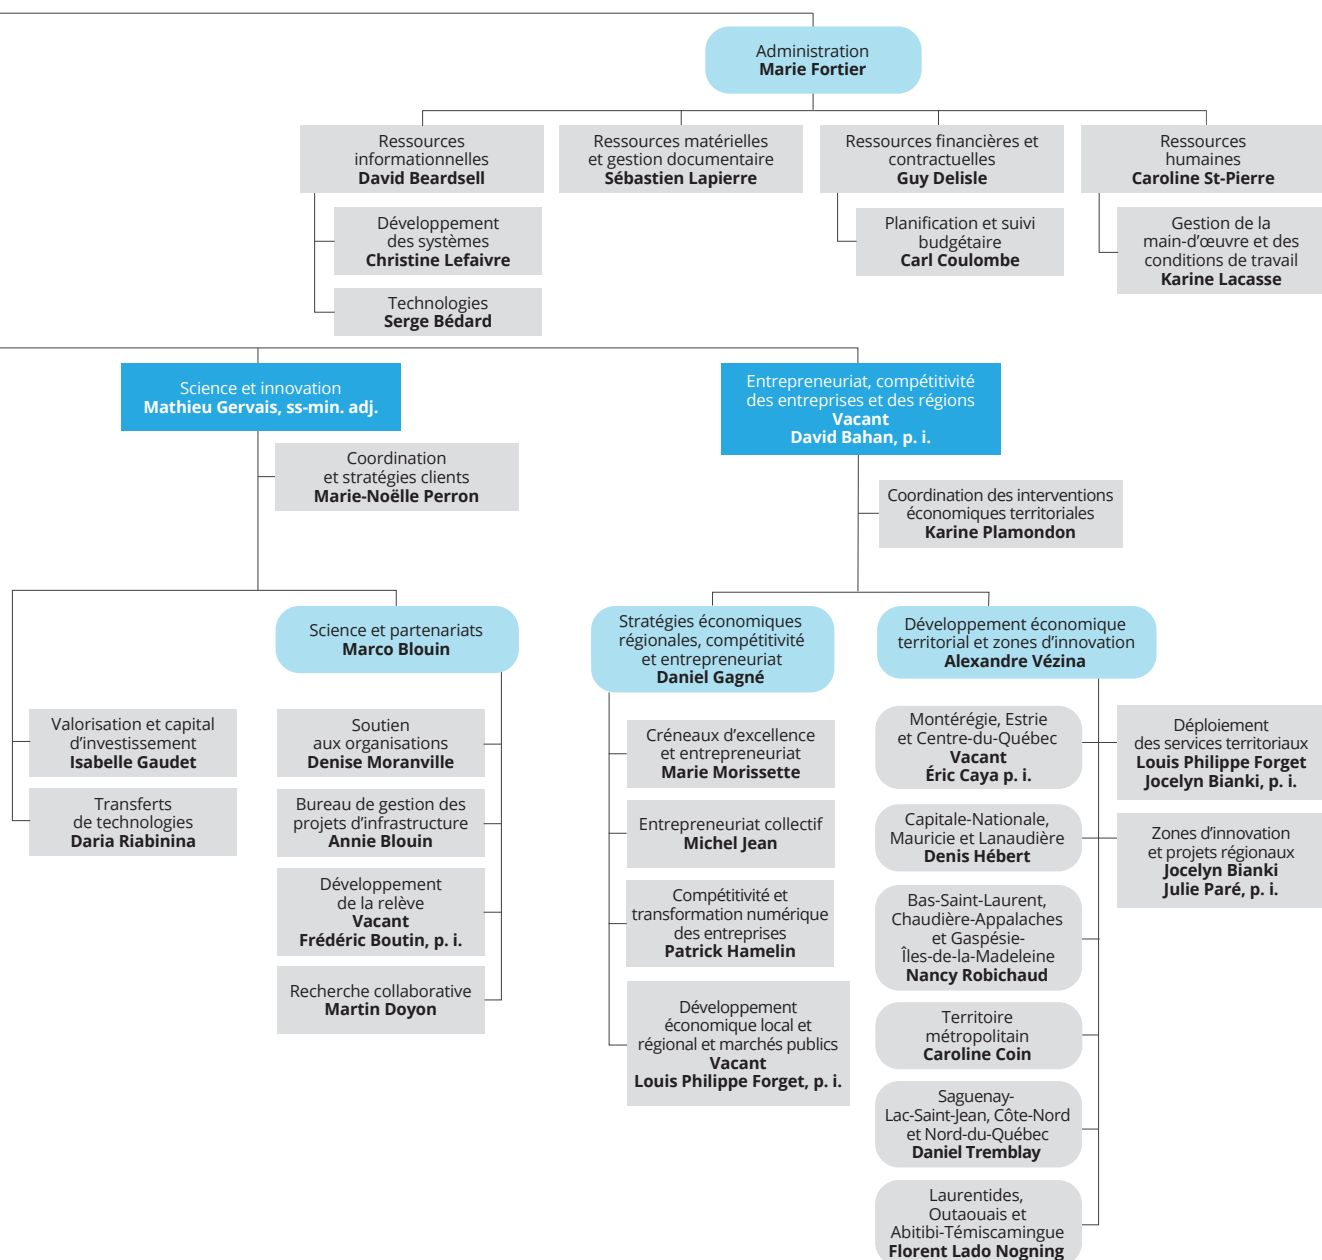 Administration
Marie Fortier
Ressources
informationnelles
David Beardsell
Ressources matérielles
et gestion documentaire
Sébastien Lapierre
Ressources financières et
contractuelles
Guy Delisle
Ressources
humaines
Caroline St-Pierre
Développement
des systèmes
Christine Lefaivre
Technologies
Serge Bédard
Planification et suivi
budgétaire
Carl Coulombe
Gestion de la
main-d’œuvre et des
conditions de travail
Karine Lacasse
Science et innovation
Mathieu Gervais, ss-min. adj.
Coordination
et stratégies clients
Marie-Noëlle Perron
Valorisation et capital
d’investissement
Isabelle Gaudet
Transferts
de technologies
Daria Riabinina
Science et partenariats
Marco Blouin
Soutien
aux organisations
Denise Moranville
Bureau de gestion des
projets d’infrastructure
Annie Blouin
Développement
de la relève
Vacant
Frédéric Boutin, p. i.
Recherche collaborative
Martin Doyon
Entrepreneuriat, compétitivité
des entreprises et des régions
Vacant
David Bahan, p. i.
Coordination des interventions
économiques territoriales
Karine Plamondon
Stratégies économiques
régionales, compétitivité
et entrepreneuriat
Daniel Gagné
Créneaux d’excellence
et entrepreneuriat
Marie Morissette
Entrepreneuriat collectif
Michel Jean
Compétitivité et
transformation numérique
des entreprises
Patrick Hamelin
Développement
économique local et
régional et marchés publics
Vacant
Louis Philippe Forget, p. i.
Développement économique
territorial et zones d’innovation
Alexandre Vézina
Montérégie, Estrie
et Centre-du-Québec
Vacant
Éric Caya p. i.
Capitale-Nationale,
Mauricie et Lanaudière
Denis Hébert
Bas-Saint-Laurent,
Chaudière-Appalaches
et Gaspésie-
Îles-de-la-Madeleine
Nancy Robichaud
Territoire
métropolitain
Caroline Coin
Saguenay-
Lac-Saint-Jean, Côte-Nord
et Nord-du-Québec
Daniel Tremblay
Laurentides,
Outaouais et
Abitibi-Témiscamingue
Florent Lado Nogning
Déploiement
des services territoriaux
Louis Philippe Forget
Jocelyn Bianki, p. i.
Zones d’innovation
et projets régionaux
Jocelyn Bianki
Julie Paré, p. i.